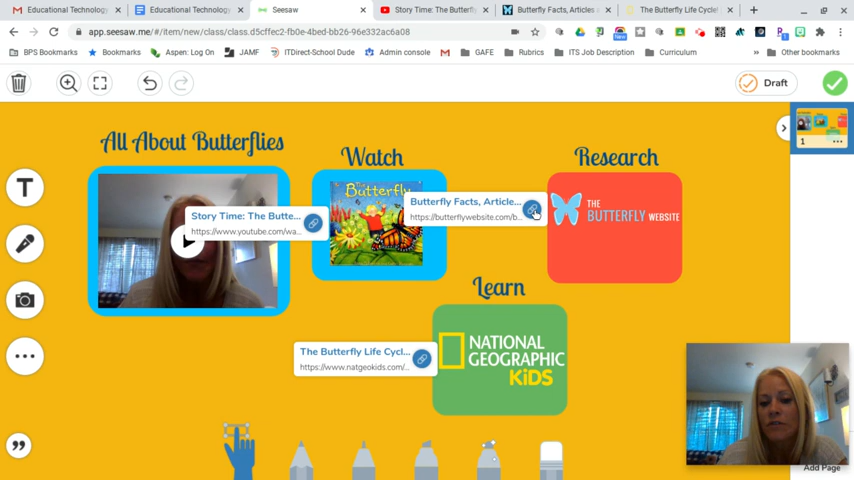 Educational Technology
Educational Technology
Seesaw
Story Time: The Butterf
Butterfly Facts, Articles
The Butterfly Life Cycle!
app.seesaw.me/#/item/new/class/class.d5cffec2-fb0e-4bed-bb26-96e332ac6a08
BPS Bookmarks
Bookmarks
Aspen: Log On
JAMF
ITDirect-School Dude
Admin console
GAFE
Rubrics
ITS Job Description
Curriculum
»
Other bookmarks
New
Draft
All About Butterflies
Watch
Research
Butterfly
Story Time: The Butte...
https://www.youtube.com/wa...
Butterfly Facts, Article...
https://butterflywebsite.com/b...
THE
BUTTERFLY WEBSITE
Learn
The Butterfly Life Cycl...
https://www.natgeokids.com/...
NATIONAL
GEOGRAPHIC
KiDS
T
1
Add Page